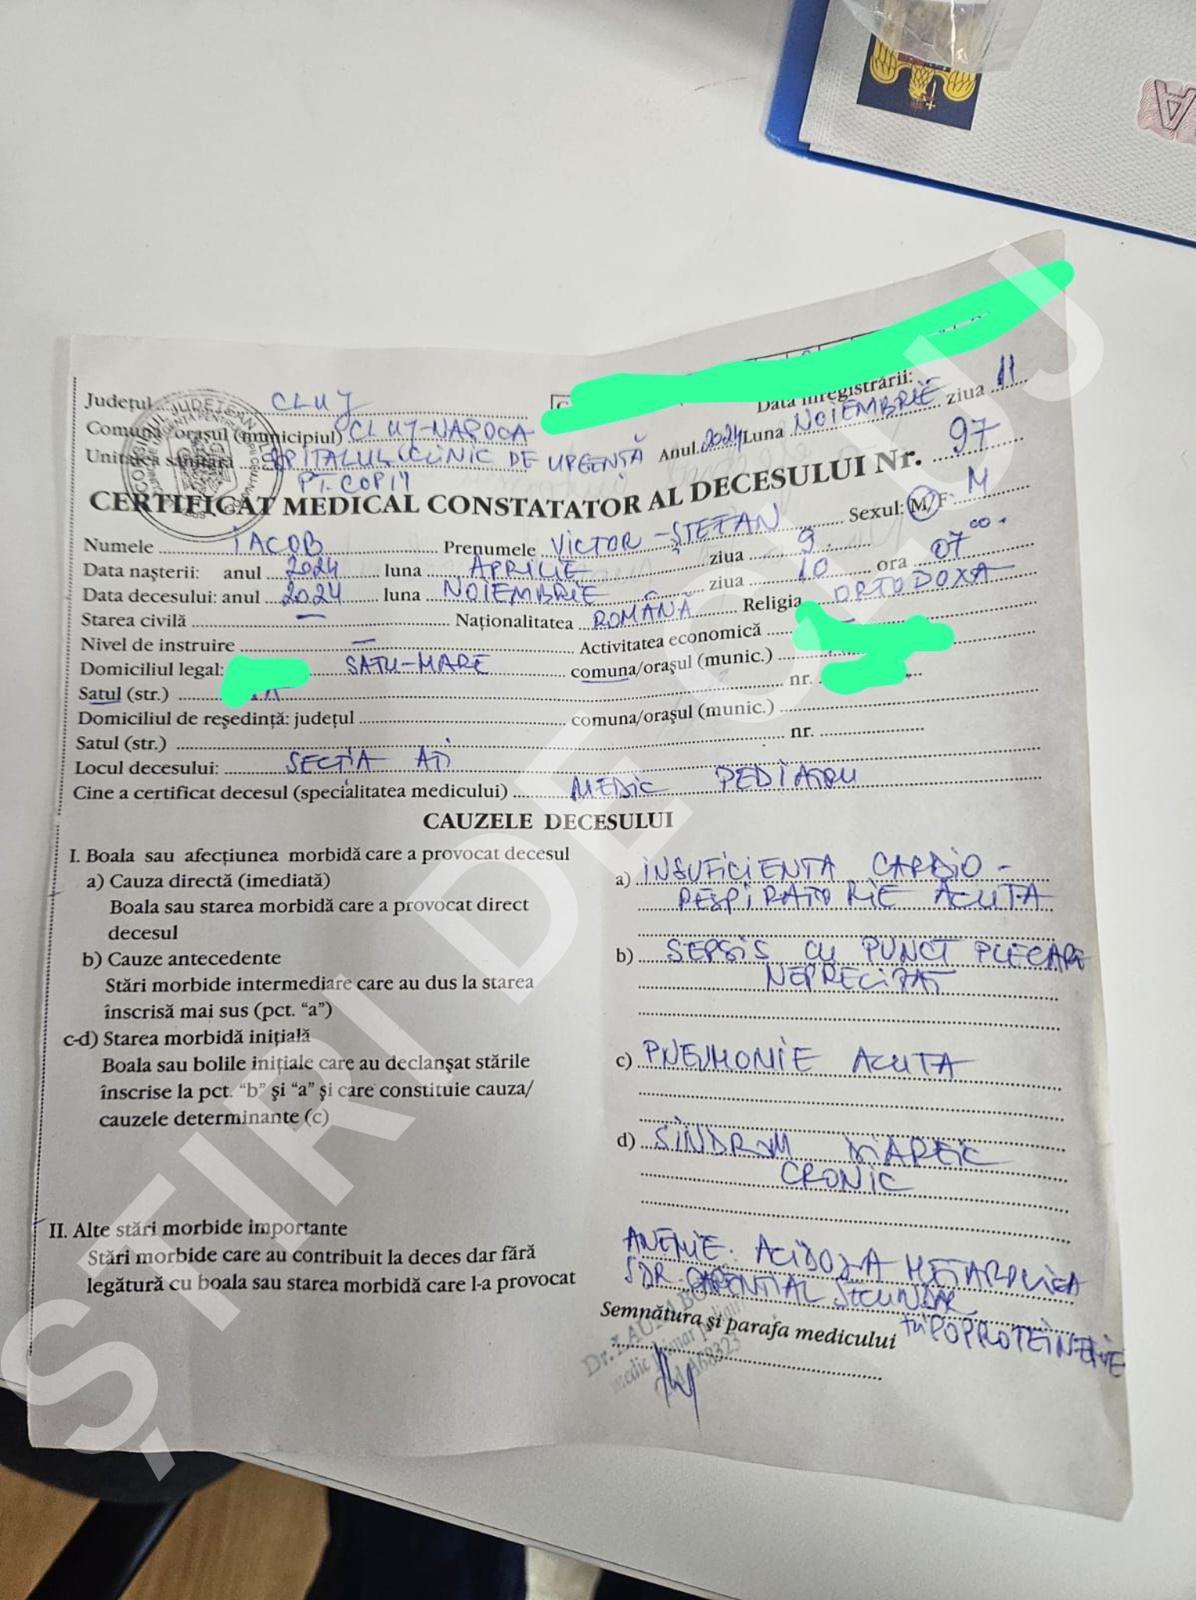 Județul CLUJ
Data înregistrării:
Comuna/orașul (municipiul) CLUJ-NAPOCA Anul 2024 Luna NOIEMBRIE ziua 11
Unitatea sanitară SPITALUL CLINIC DE URGENȚĂ
PT. COPII
CERTIFICAT MEDICAL CONSTATATOR AL DECESULUI Nr. 97
Numele IACOB Prenumele VICTOR-ȘTEFAN Sexul: M/F M
Data nașterii: anul 2024 luna APRILIE ziua 9
Data decesului: anul 2024 luna NOIEMBRIE ziua 10 ora 07 00
Starea civilă — Naționalitatea ROMÂNĂ Religia ORTODOXA
Nivel de instruire — Activitatea economică
Domiciliul legal: SATU-MARE comuna/orașul (munic.)
Satul (str.) nr.
Domiciliul de reședință: județul comuna/orașul (munic.)
Satul (str.) nr.
Locul decesului: SECTIA ATI
Cine a certificat decesul (specialitatea medicului) MEDIC PEDIATRU
CAUZELE DECESULUI
I. Boala sau afecțiunea morbidă care a provocat decesul
a) Cauza directă (imediată)
Boala sau starea morbidă care a provocat direct
decesul
a) INSUFICIENTA CARDIO-
RESPIRATORIE ACUTA
b) Cauze antecedente
Stări morbide intermediare care au dus la starea
înscrisă mai sus (pct. “a”)
b) SEPSIS CU PUNCT PLECARE
NEPRECIZAT
c-d) Starea morbidă inițială
Boala sau bolile inițiale care au declanșat stările
înscrise la pct. “b” și “a” și care constituie cauza/
cauzele determinante (c)
c) PNEUMONIE ACUTA
d) SINDROM DIAREIC
CRONIC
II. Alte stări morbide importante
Stări morbide care au contribuit la deces dar fără
legătură cu boala sau starea morbidă care l-a provocat
ANEMIE. ACIDOZA METABOLICA
SDR. CARENTIAL SECUNDAR
HIPOPROTEINEMIE
Semnătura și parafa medicului
ȘTIRI DE CLUJ